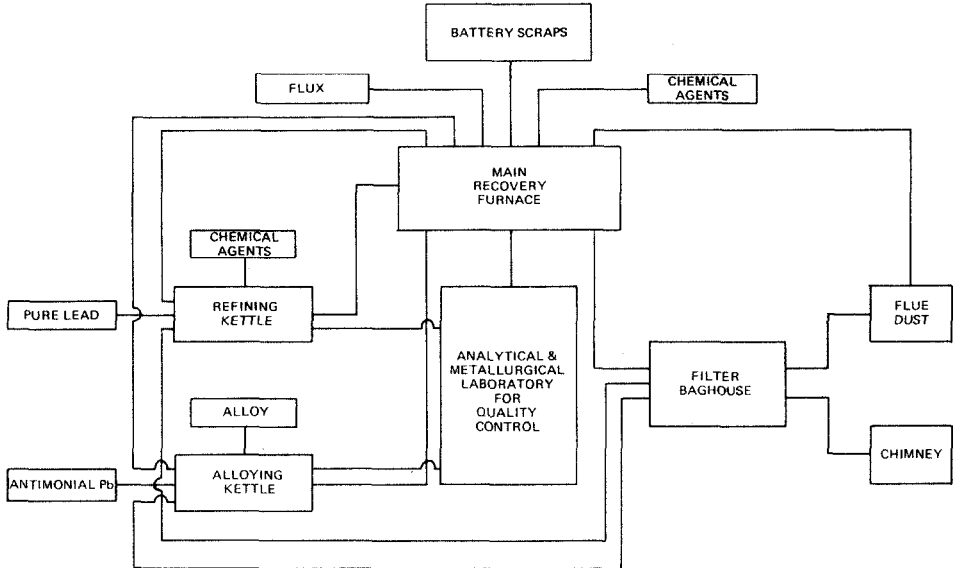 BATTERY SCRAPS
FLUX
CHEMICAL
AGENTS
MAIN
RECOVERY
FURNACE
CHEMICAL
AGENTS
PURE LEAD
REFINING
KETTLE
ANALYTICAL &
METALLURGICAL
LABORATORY
FOR
QUALITY
CONTROL
FILTER
BAGHOUSE
FLUE
DUST
ALLOY
CHIMNEY
ANTIMONIAL Pb
ALLOYING
KETTLE